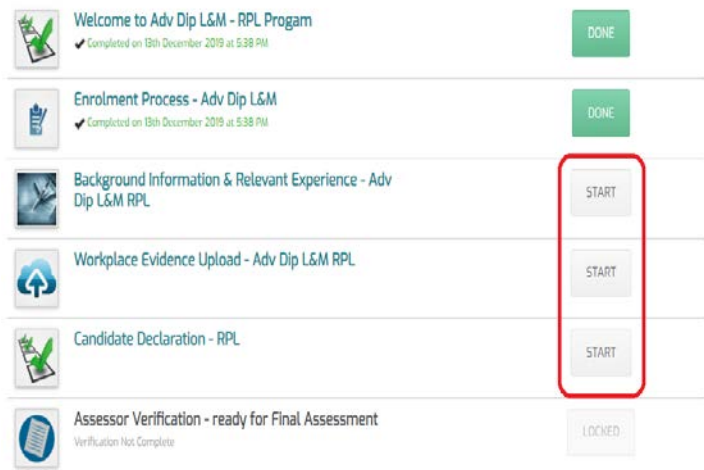 Welcome to Adv Dip L&M - RPL Progam
Completed on 13th December 2019 at 5:38 PM
DONE
Enrolment Process - Adv Dip L&M
Completed on 13th December 2019 at 5:38 PM
DONE
Background Information & Relevant Experience - Adv
Dip L&M RPL
START
Workplace Evidence Upload - Adv Dip L&M RPL
START
Candidate Declaration - RPL
START
Assessor Verification - ready for Final Assessment
Verification Not Complete
LOCKED